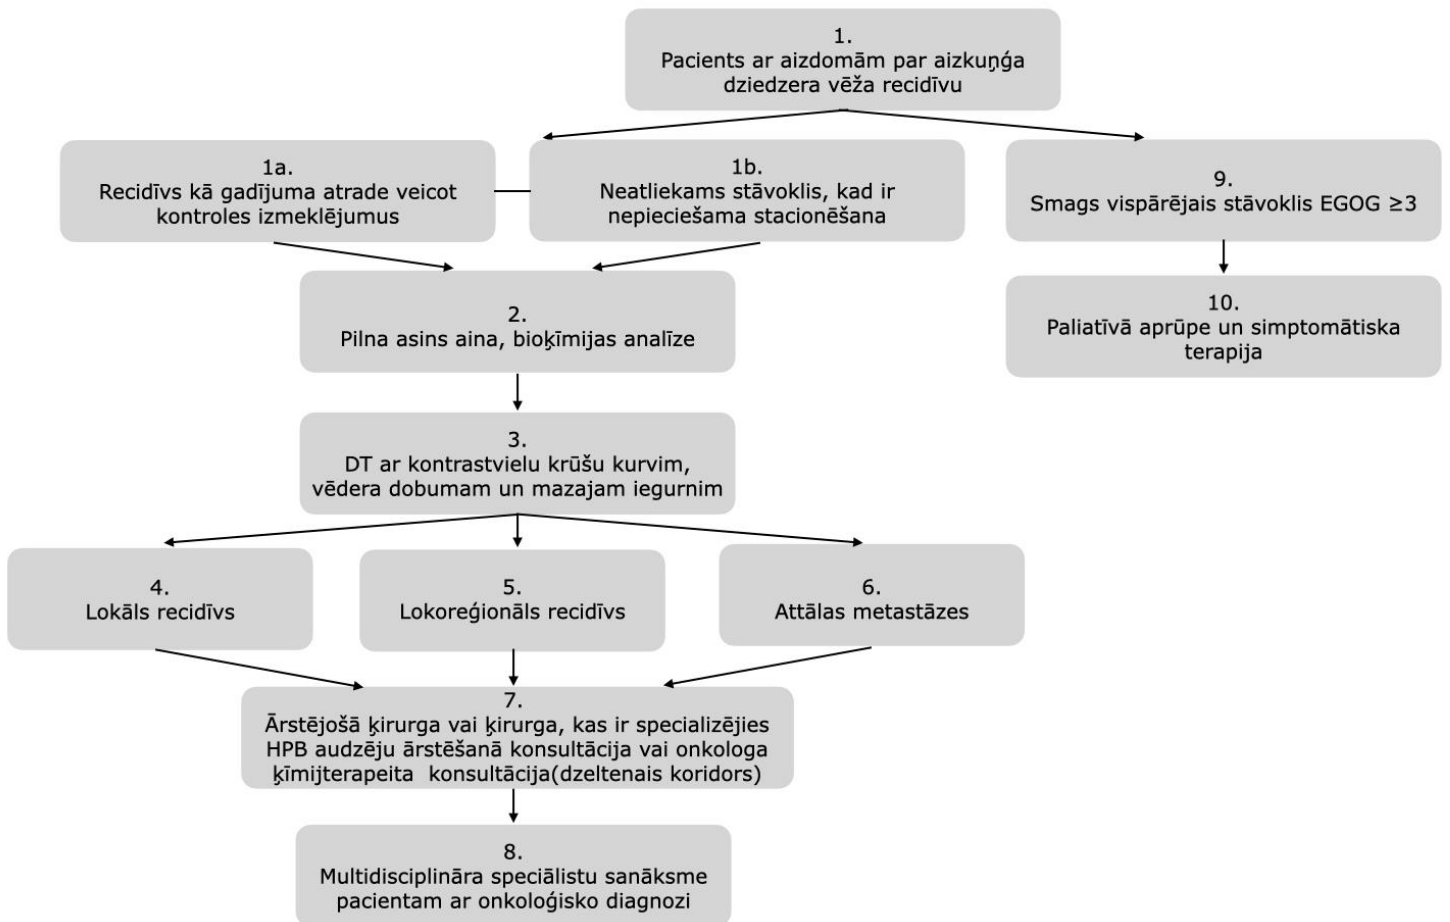 1.
Pacients ar aizdomām par aizkuņģa
dziedzera vēža recidīvu
1a.
Recidīvs kā gadījuma atrade veicot
kontroles izmeklējumus
1b.
Neatliekams stāvoklis, kad ir
nepieciešama stacionēšana
9.
Smags vispārējais stāvoklis EGOG ≥3
2.
Pilna asins aina, bioķīmijas analīze
10.
Paliatīvā aprūpe un simptomātiska
terapija
3.
DT ar kontrastvielu krūšu kurvim,
vēdera dobumam un mazajam iegurnim
4.
Lokāls recidīvs
5.
Lokoreģionāls recidīvs
6.
Attālas metastāzes
7.
Ārstējošā ķirurga vai ķirurga, kas ir specializējies
HPB audzēju ārstēšanā konsultācija vai onkologa
ķīmijterapeita  konsultācija(dzeltenais koridors)
8.
Multidisciplināra speciālistu sanāksme
pacientam ar onkoloģisko diagnozi